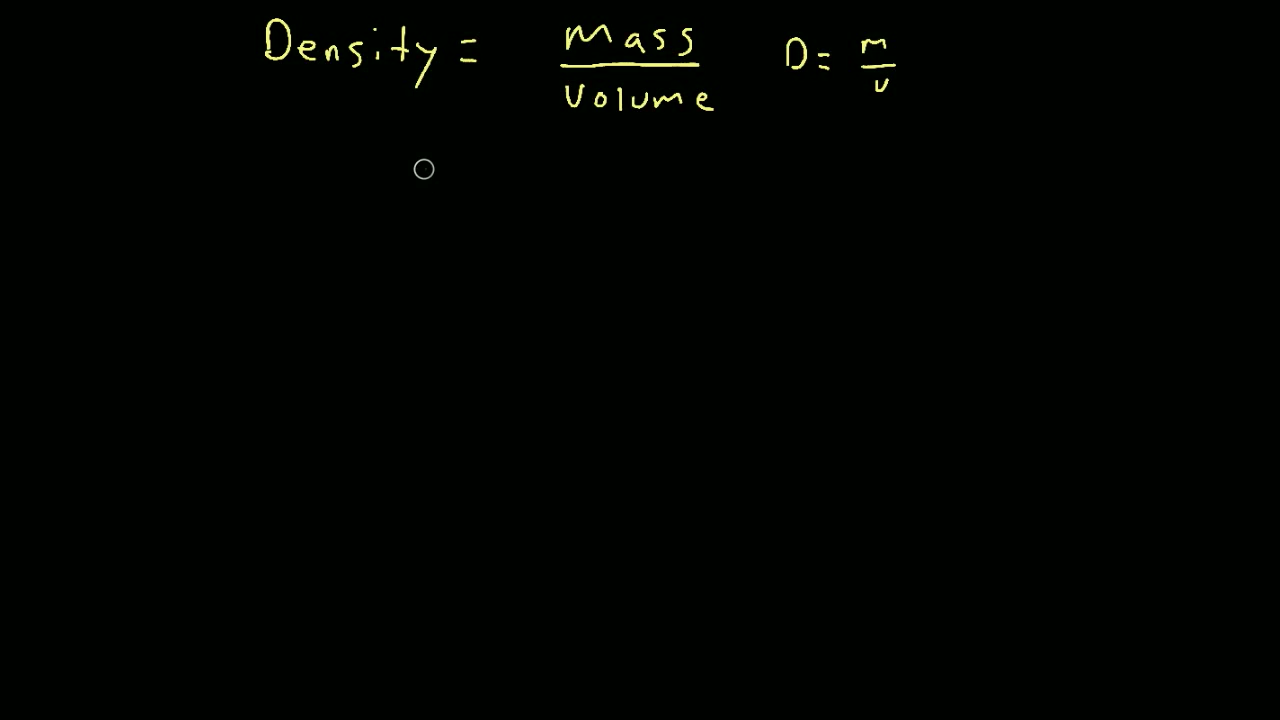 Density = Mass / Volume D = m / v